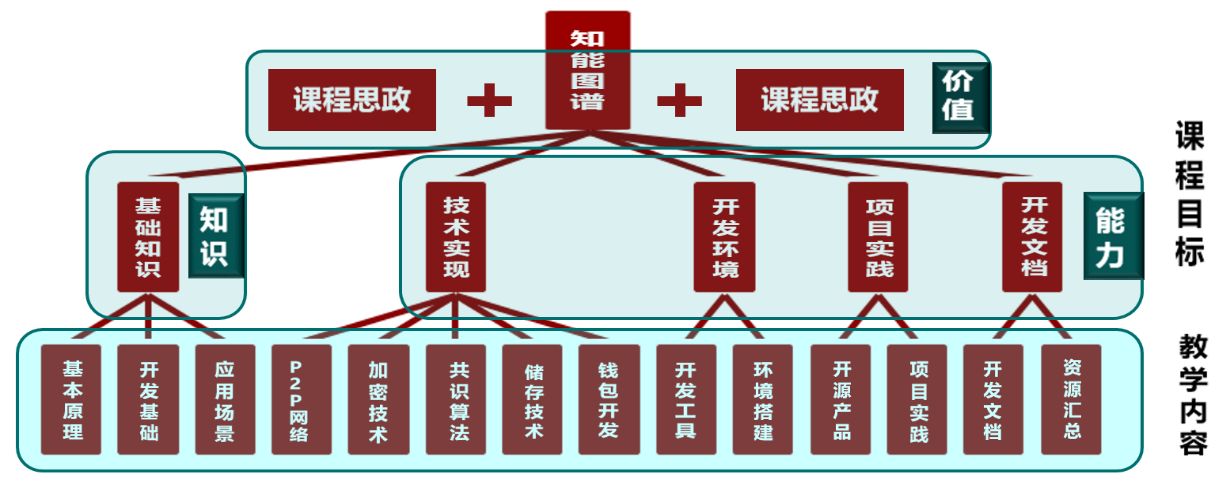 知能图谱
课程思政
+
+
课程思政
价值
课程目标
基础知识
知识
技术实现
开发环境
项目实践
开发文档
能力
基本原理
开发基础
应用场景
P2P网络
加密技术
共识算法
储存技术
钱包开发
开发工具
环境搭建
开源产品
项目实践
开发文档
资源汇总
教学内容